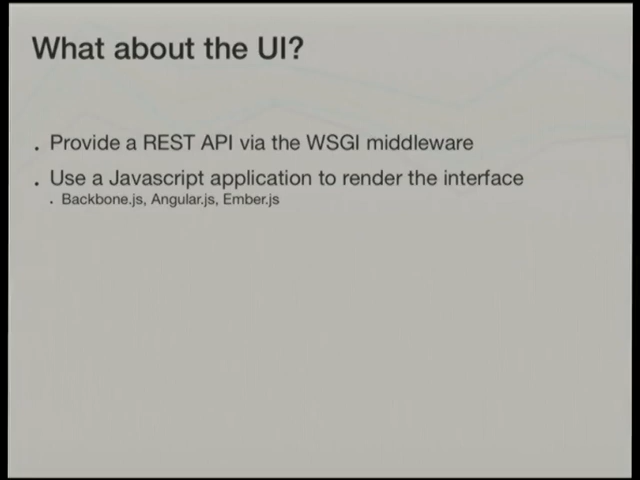 What about the UI?
. Provide a REST API via the WSGI middleware
. Use a Javascript application to render the interface
. Backbone.js, Angular.js, Ember.js